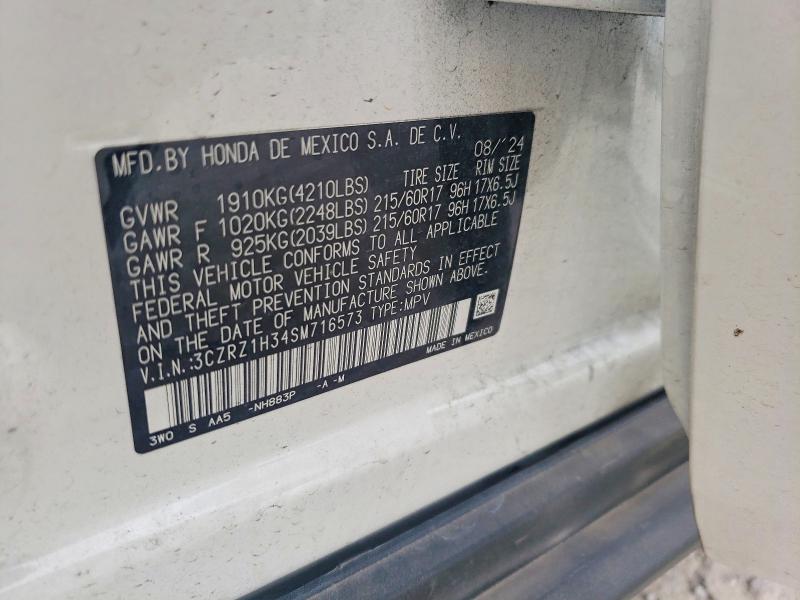 MFD.BY HONDA DE MEXICO S.A. DE C.V. 08/'24
TIRE SIZE RIM SIZE
GVWR 1910KG(4210LBS)
GAWR F 1020KG(2248LBS) 215/60R17 96H 17X6.5J
GAWR R 925KG(2039LBS) 215/60R17 96H 17X6.5J
THIS VEHICLE CONFORMS TO ALL APPLICABLE
FEDERAL MOTOR VEHICLE SAFETY
AND THEFT PREVENTION STANDARDS IN EFFECT
ON THE DATE OF MANUFACTURE SHOWN ABOVE.
V.I.N.:3CZRZ1H34SM716573 TYPE:MPV
MADE IN MEXICO
3W0 S AA5 -NH883P -A -M